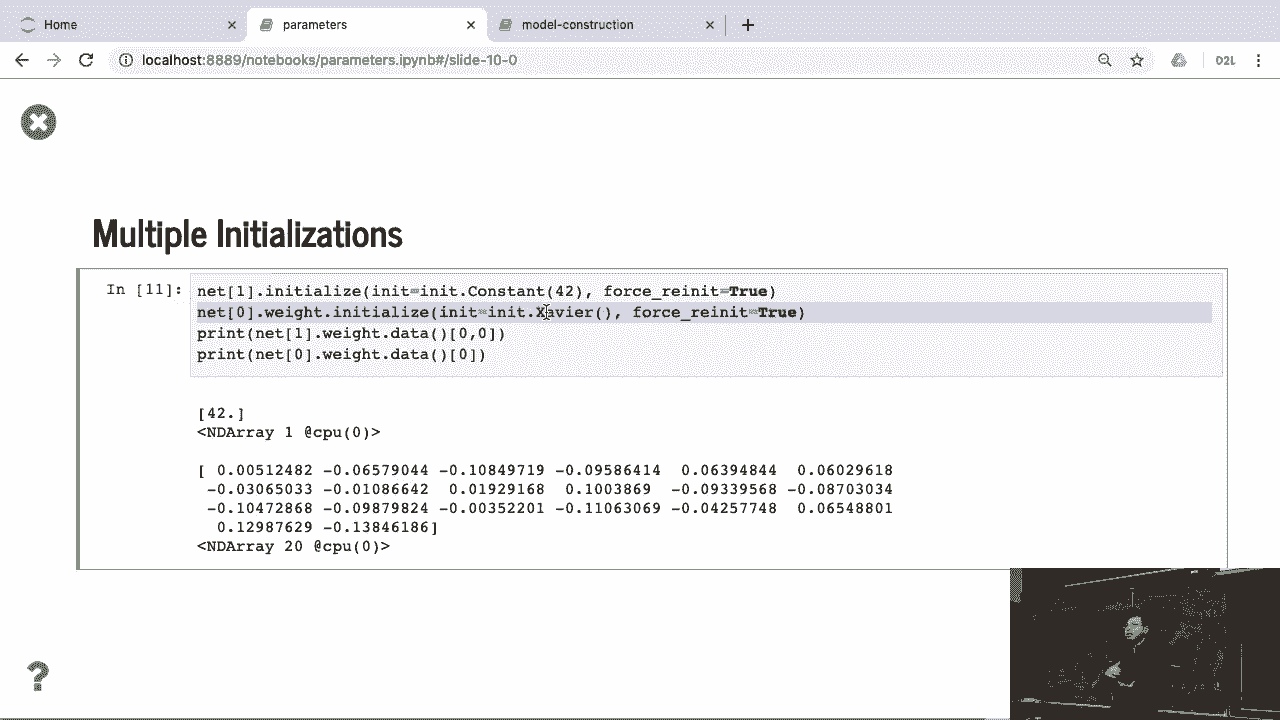 Home
parameters
model-construction
localhost:8889/notebooks/parameters.ipynb#/slide-10-0
D2L
Multiple Initializations
In [11]:
net[1].initialize(init=init.Constant(42), force_reinit=True)
net[0].weight.initialize(init=init.Xavier(), force_reinit=True)
print(net[1].weight.data()[0,0])
print(net[0].weight.data()[0])
[42.]
<NDArray 1 @cpu(0)>
[ 0.00512482 -0.06579044 -0.10849719 -0.09586414  0.06394844  0.06029618
-0.03065033 -0.01086642  0.01929168  0.1003869  -0.09339568 -0.08703034
-0.10472868 -0.09879824 -0.00352201 -0.11063069 -0.04257748  0.06548801
0.12987629 -0.13846186]
<NDArray 20 @cpu(0)>
?